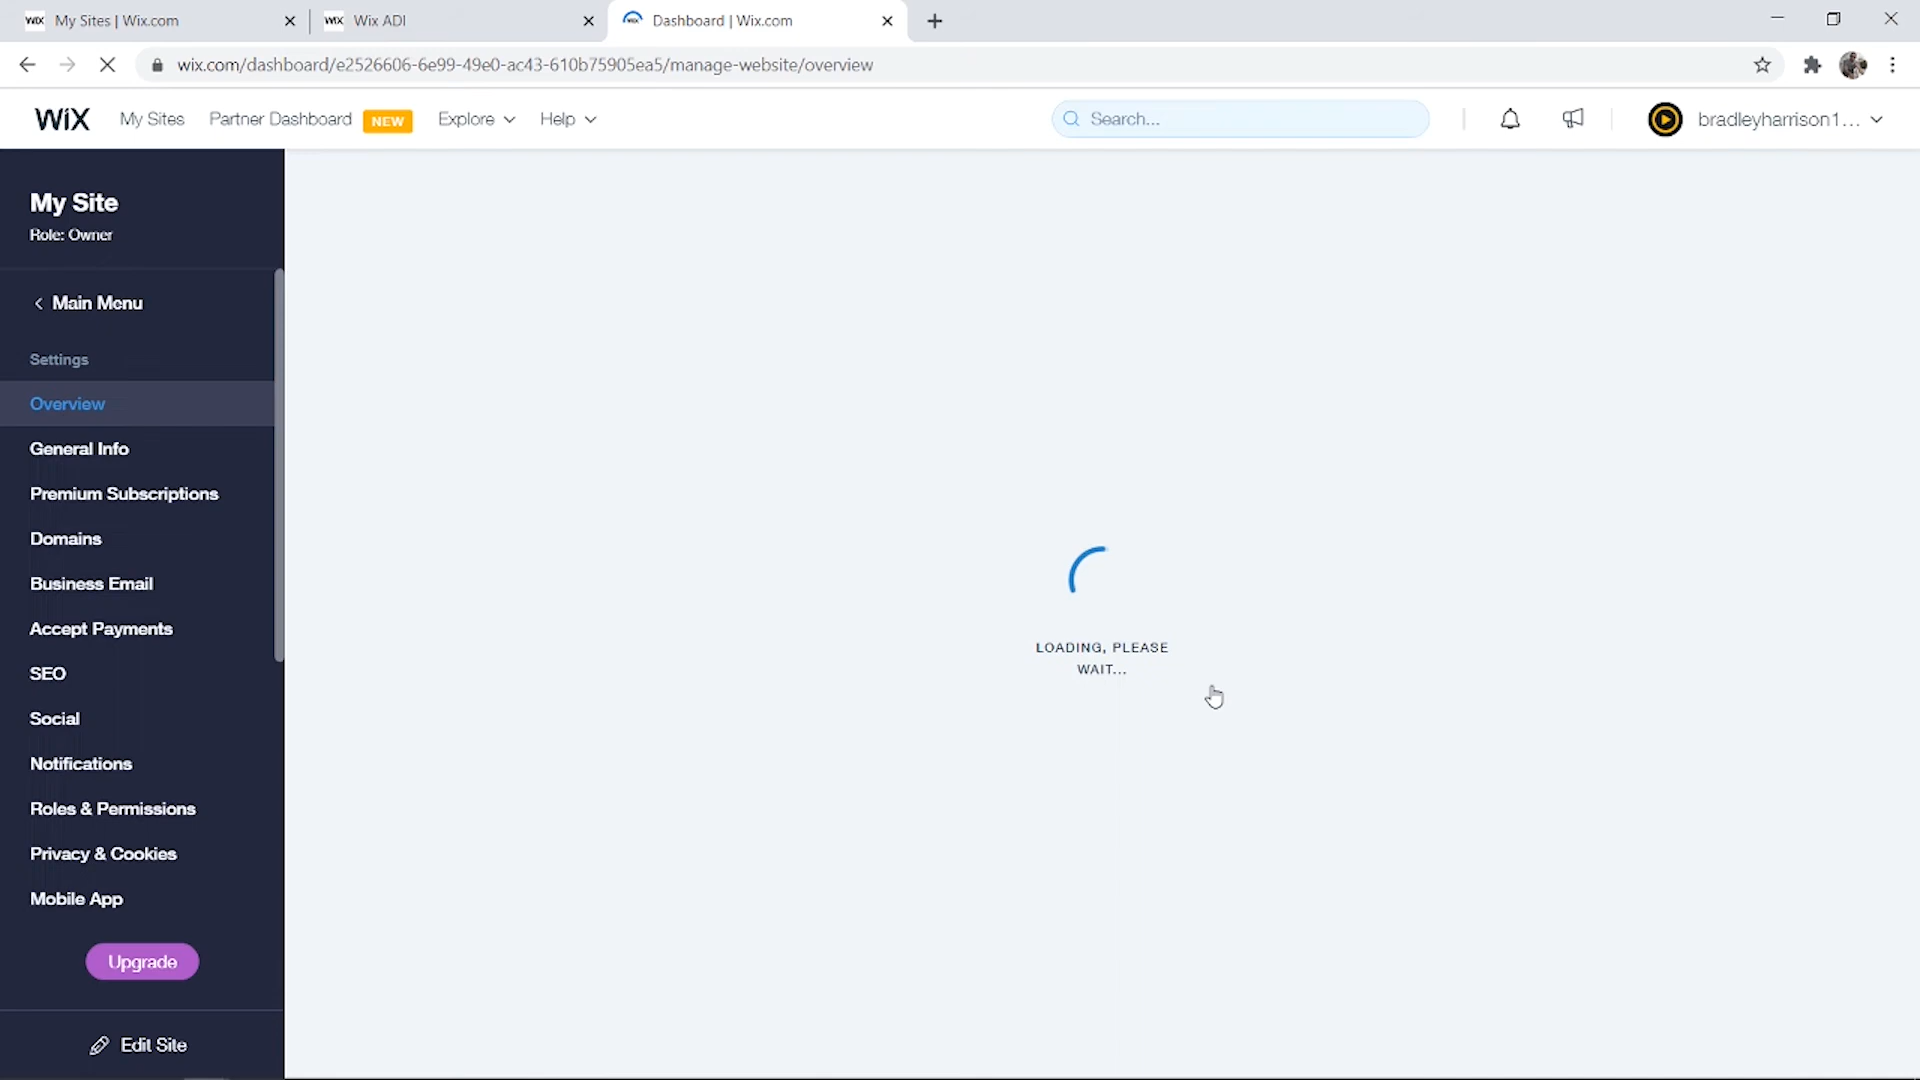 WIX My Sites | Wix.com
WIX Wix ADI
WIX Dashboard | Wix.com
wix.com/dashboard/e2526606-6e99-49e0-ac43-610b75905ea5/manage-website/overview
WIX My Sites Partner Dashboard NEW Explore Help Search... bradleyharrison1...
My Site
Role: Owner
Main Menu
Settings
Overview
General Info
Premium Subscriptions
Domains
Business Email
Accept Payments
SEO
Social
Notifications
Roles & Permissions
Privacy & Cookies
Mobile App
Upgrade
Edit Site
LOADING, PLEASE
WAIT...